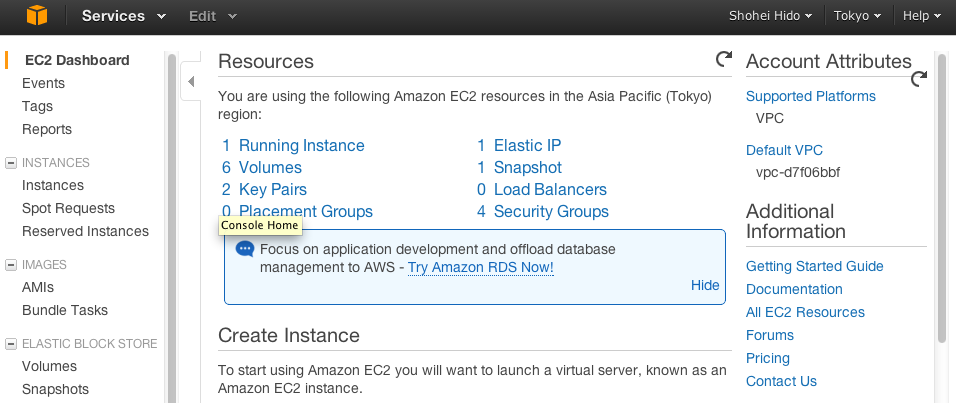 Services Edit Shohei Hido Tokyo Help
EC2 Dashboard
Events
Tags
Reports
INSTANCES
Instances
Spot Requests
Reserved Instances
IMAGES
AMIs
Bundle Tasks
ELASTIC BLOCK STORE
Volumes
Snapshots
Resources
You are using the following Amazon EC2 resources in the Asia Pacific (Tokyo)
region:
1 Running Instance 1 Elastic IP
6 Volumes 1 Snapshot
2 Key Pairs 0 Load Balancers
0 Placement Groups 4 Security Groups
Console Home
Focus on application development and offload database
management to AWS - Try Amazon RDS Now!
Hide
Create Instance
To start using Amazon EC2 you will want to launch a virtual server, known as an
Amazon EC2 instance.
Account Attributes
Supported Platforms
VPC
Default VPC
vpc-d7f06bbf
Additional
Information
Getting Started Guide
Documentation
All EC2 Resources
Forums
Pricing
Contact Us